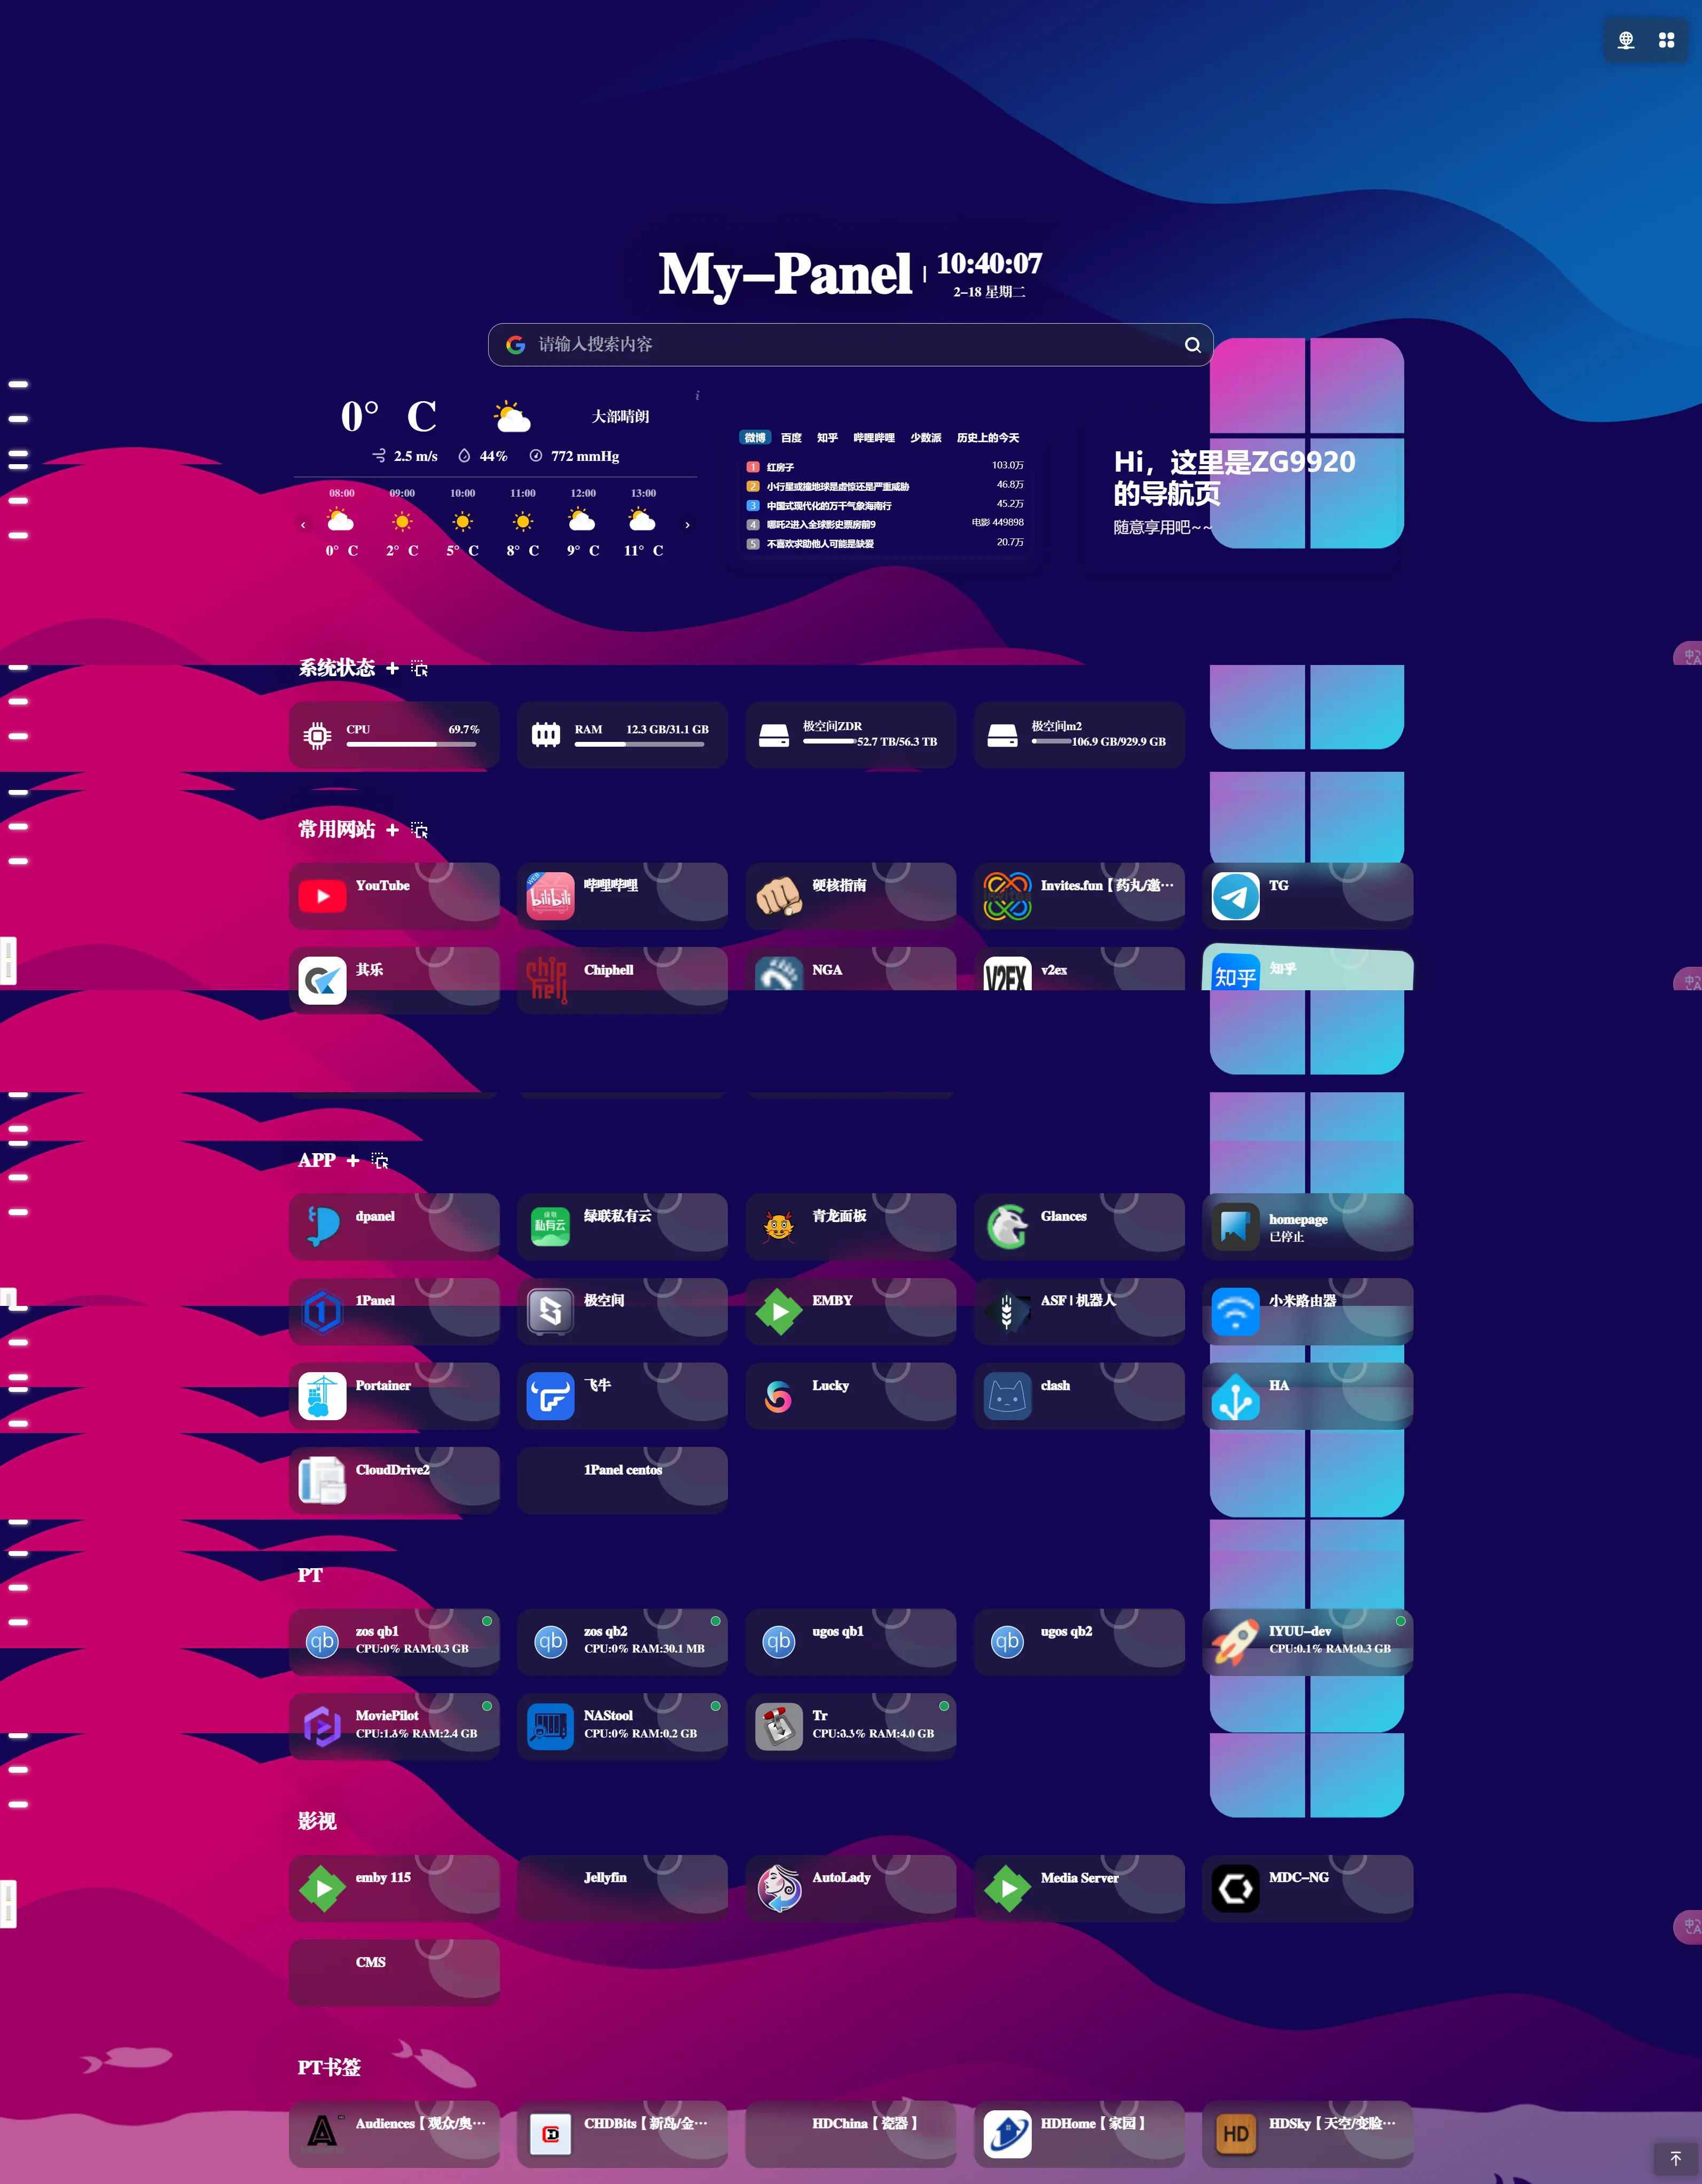 My-Panel | 10:40:07
2-18 星期二
请输入搜索内容
0° C 大部晴朗
2.5 m/s 44% 772 mmHg
08:00 09:00 10:00 11:00 12:00 13:00
0° C 2° C 5° C 8° C 9° C 11° C
微博 百度 知乎 哔哩哔哩 少数派 历史上的今天
1 红房子 103.0万
2 小行星或撞地球是虚惊还是严重威胁 46.8万
3 中国式现代化的万千气象海南行 45.2万
4 哪吒2进入全球影史票房前9 电影 449898
5 不喜欢求助他人可能是缺爱 20.7万
Hi，这里是ZG9920
的导航页
随意享用吧~~
系统状态
CPU 69.7%
RAM 12.3 GB/31.1 GB
极空间ZDR
52.7 TB/56.3 TB
极空间m2
106.9 GB/929.9 GB
常用网站
YouTube
哔哩哔哩
硬核指南
Invites.fun【药丸/邀…
TG
其乐
Chiphell
NGA
v2ex
知乎
APP
dpanel
绿联私有云
青龙面板
Glances
homepage
已停止
1Panel
极空间
EMBY
ASF | 机器人
小米路由器
Portainer
飞牛
Lucky
clash
HA
CloudDrive2
1Panel centos
PT
zos qb1
CPU:0% RAM:0.3 GB
zos qb2
CPU:0% RAM:30.1 MB
ugos qb1
ugos qb2
IYUU-dev
CPU:0.1% RAM:0.3 GB
MoviePilot
RAM:2.4 GB
NAStool
CPU:0% RAM:0.2 GB
Tr
RAM:4.0 GB
影视
emby 115
Jellyfin
AutoLady
Media Server
MDC-NG
CMS
PT书签
Audiences【观众/奥…
CHDBits【新岛/金…
HDChina【瓷器】
HDHome【家园】
HDSky【天空/变脸…